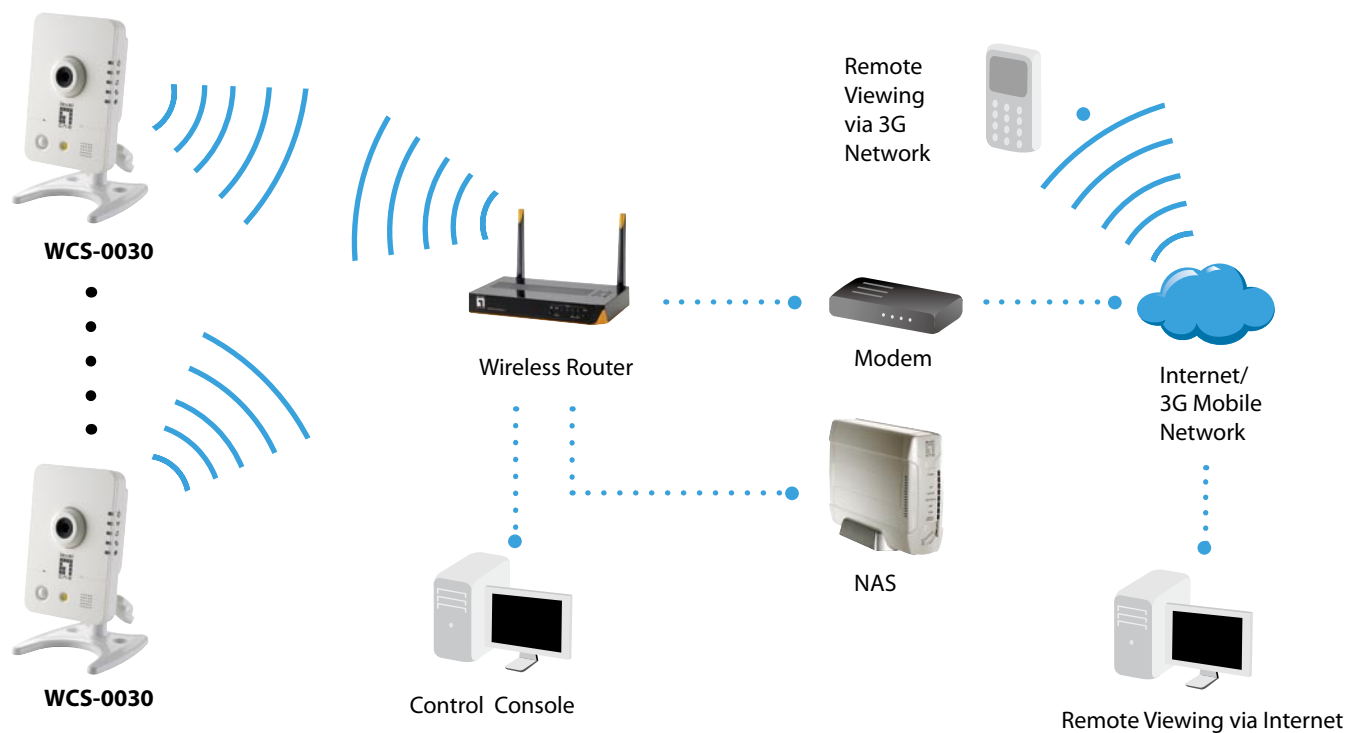 Remote
Viewing
via 3G
Network
WCS-0030
Wireless Router
Modem
Internet/
3G Mobile
Network
NAS
WCS-0030
Control Console
Remote Viewing via Internet